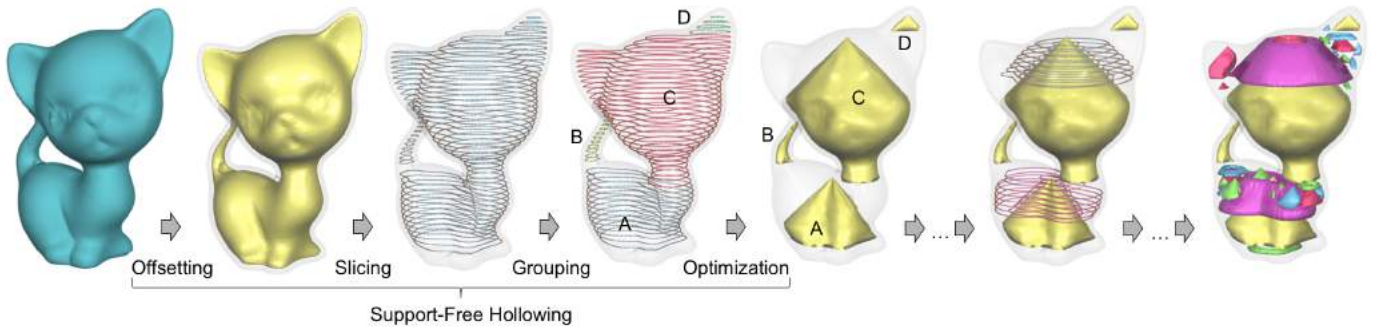 D
C
B
A
D
C
B
A
... ...
Offsetting Slicing Grouping Optimization
Support-Free Hollowing